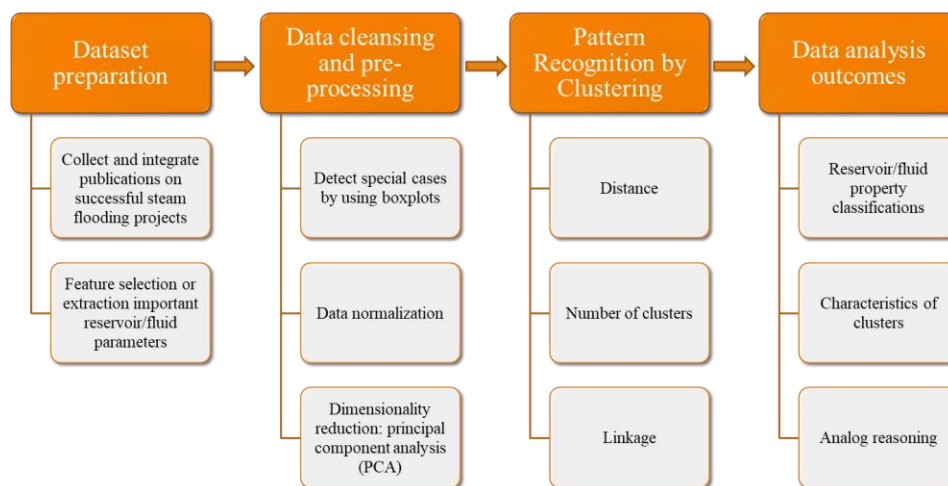 Dataset
preparation
Collect and integrate
publications on
successful steam
flooding projects
Feature selection or
extraction important
reservoir/fluid
parameters
Data cleansing
and pre-
processing
Detect special cases
by using boxplots
Data normalization
Dimensionality
reduction: principal
component analysis
(PCA)
Pattern
Recognition by
Clustering
Distance
Number of clusters
Linkage
Data analysis
outcomes
Reservoir/fluid
property
classifications
Characteristics of
clusters
Analog reasoning